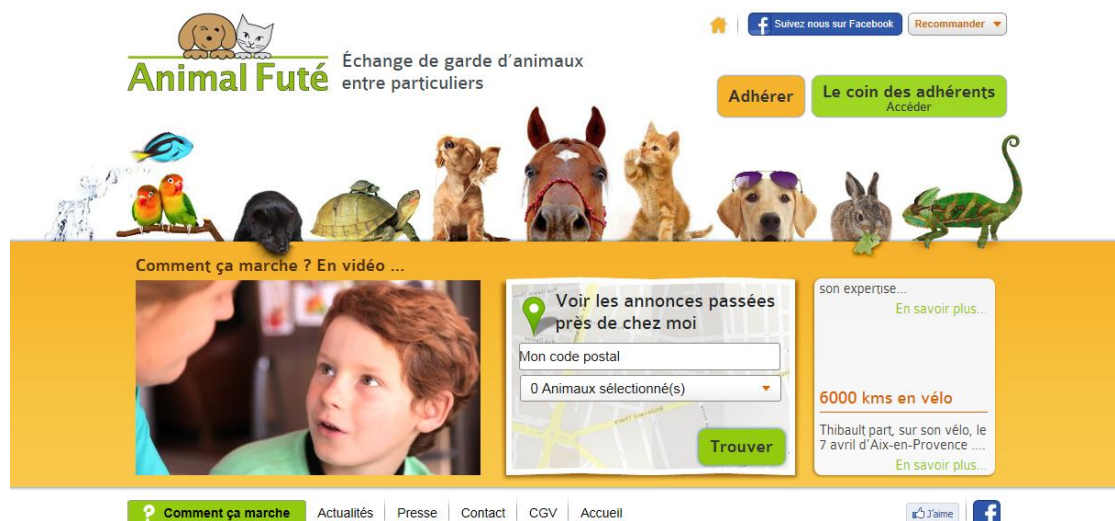 Suivez nous sur Facebook
Recommander
Animal Futé
Échange de garde d'animaux
entre particuliers
Adhérer
Le coin des adhérents
Accéder
Comment ça marche ? En vidéo ...
Voir les annonces passées
près de chez moi
Mon code postal
0 Animaux sélectionné(s)
Trouver
son expertise...
En savoir plus...
6000 kms en vélo
Thibault part, sur son vélo, le
7 avril d'Aix-en-Provence ....
En savoir plus...
? Comment ça marche
Actualités
Presse
Contact
CGV
Accueil
J'aime